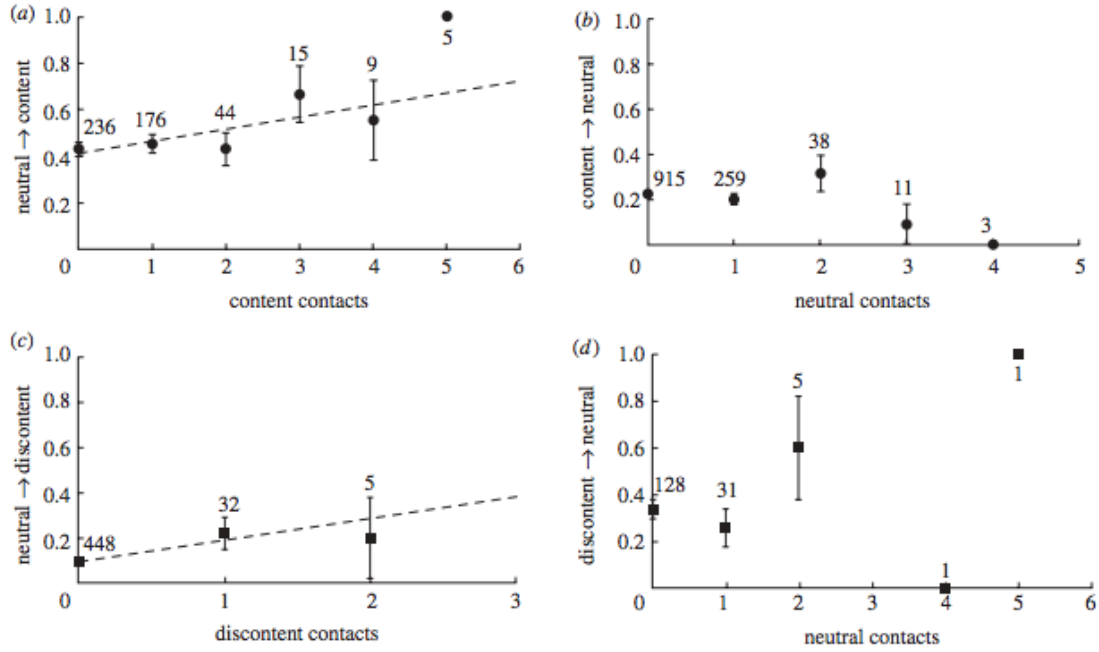 (a)
1.0
0.8
0.6
0.4
0.2
0
neutral → content
236
176
44
15
9
5
1 2 3 4 5 6
content contacts
(b)
1.0
0.8
0.6
0.4
0.2
0
content → neutral
915
259
38
11
3
1 2 3 4 5
neutral contacts
(c)
1.0
0.8
0.6
0.4
0.2
0
neutral → discontent
448
32
5
1 2 3
discontent contacts
(d)
1.0
0.8
0.6
0.4
0.2
0
discontent → neutral
128
31
5
1
1
1 2 3 4 5 6
neutral contacts